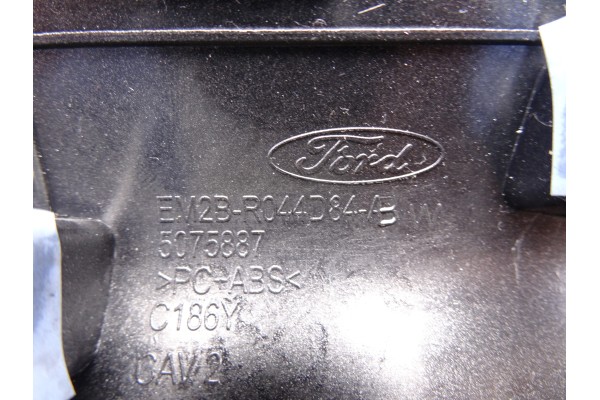 Ford
EM2B-R044D84-AB
5075887
>PC+ABS<
C186Y
CAV 2